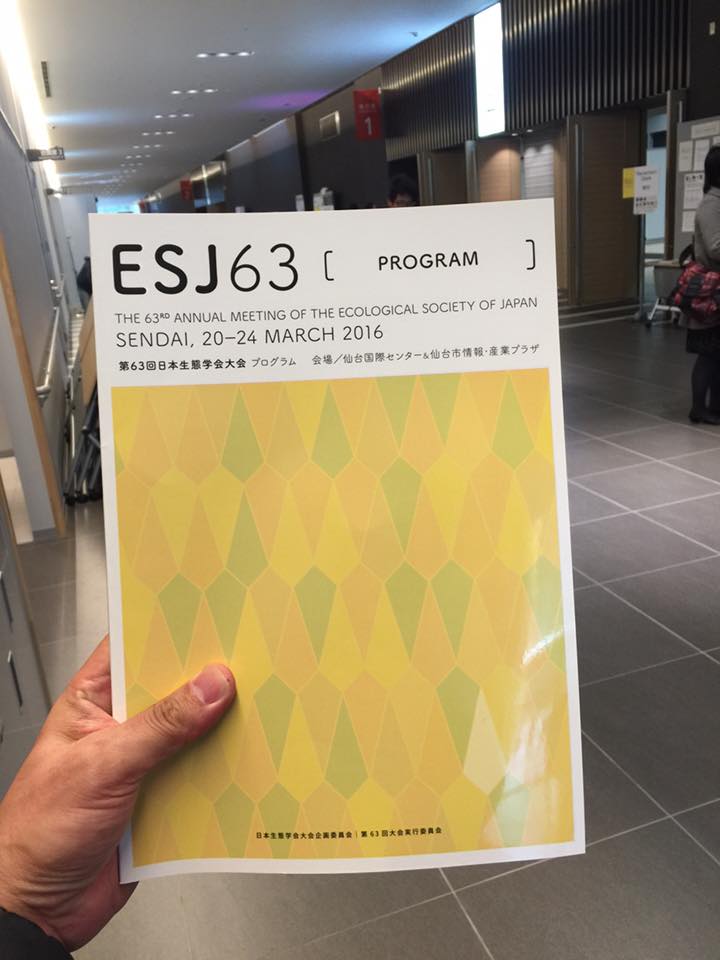 ESJ63 [ PROGRAM ]
THE 63RD ANNUAL MEETING OF THE ECOLOGICAL SOCIETY OF JAPAN
SENDAI, 20–24 MARCH 2016
第63回日本生態学会大会 プログラム 会場／仙台国際センター&仙台市情報・産業プラザ
日本生態学会大会企画委員会｜第63回大会実行委員会
1